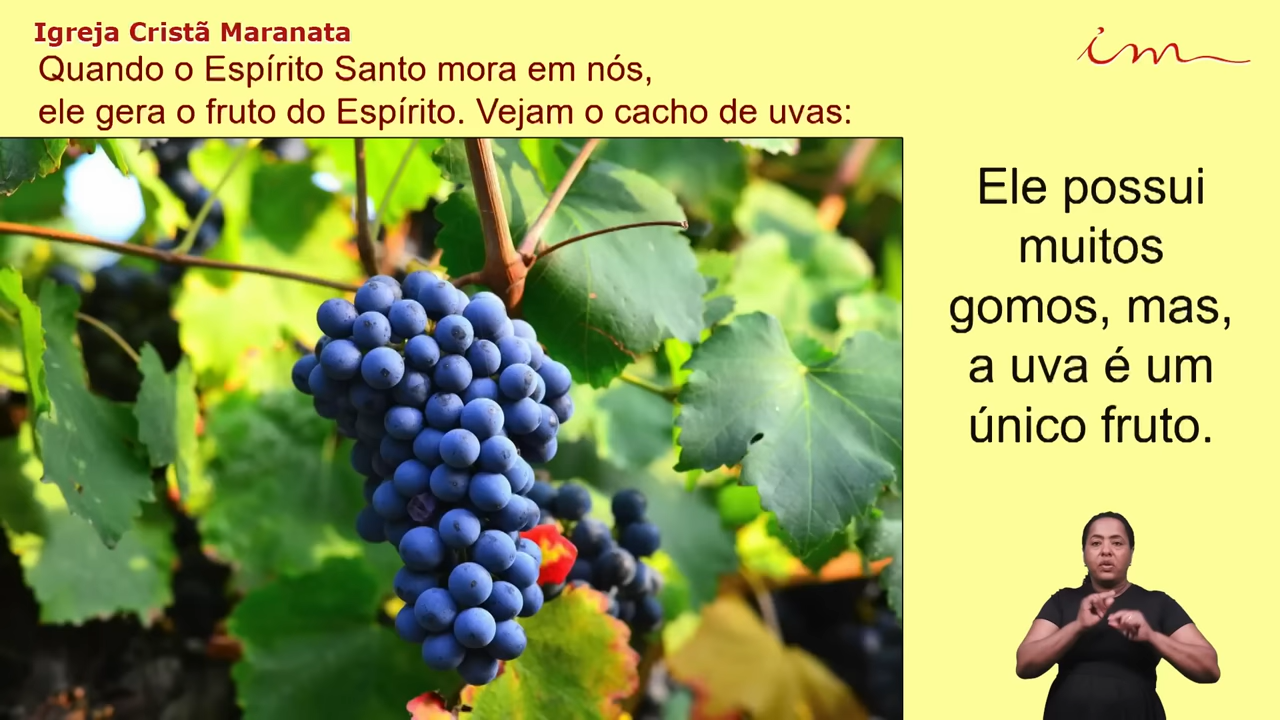 Igreja Cristã Maranata
Quando o Espírito Santo mora em nós,
ele gera o fruto do Espírito. Vejam o cacho de uvas:
im
Ele possui
muitos
gomos, mas,
a uva é um
único fruto.